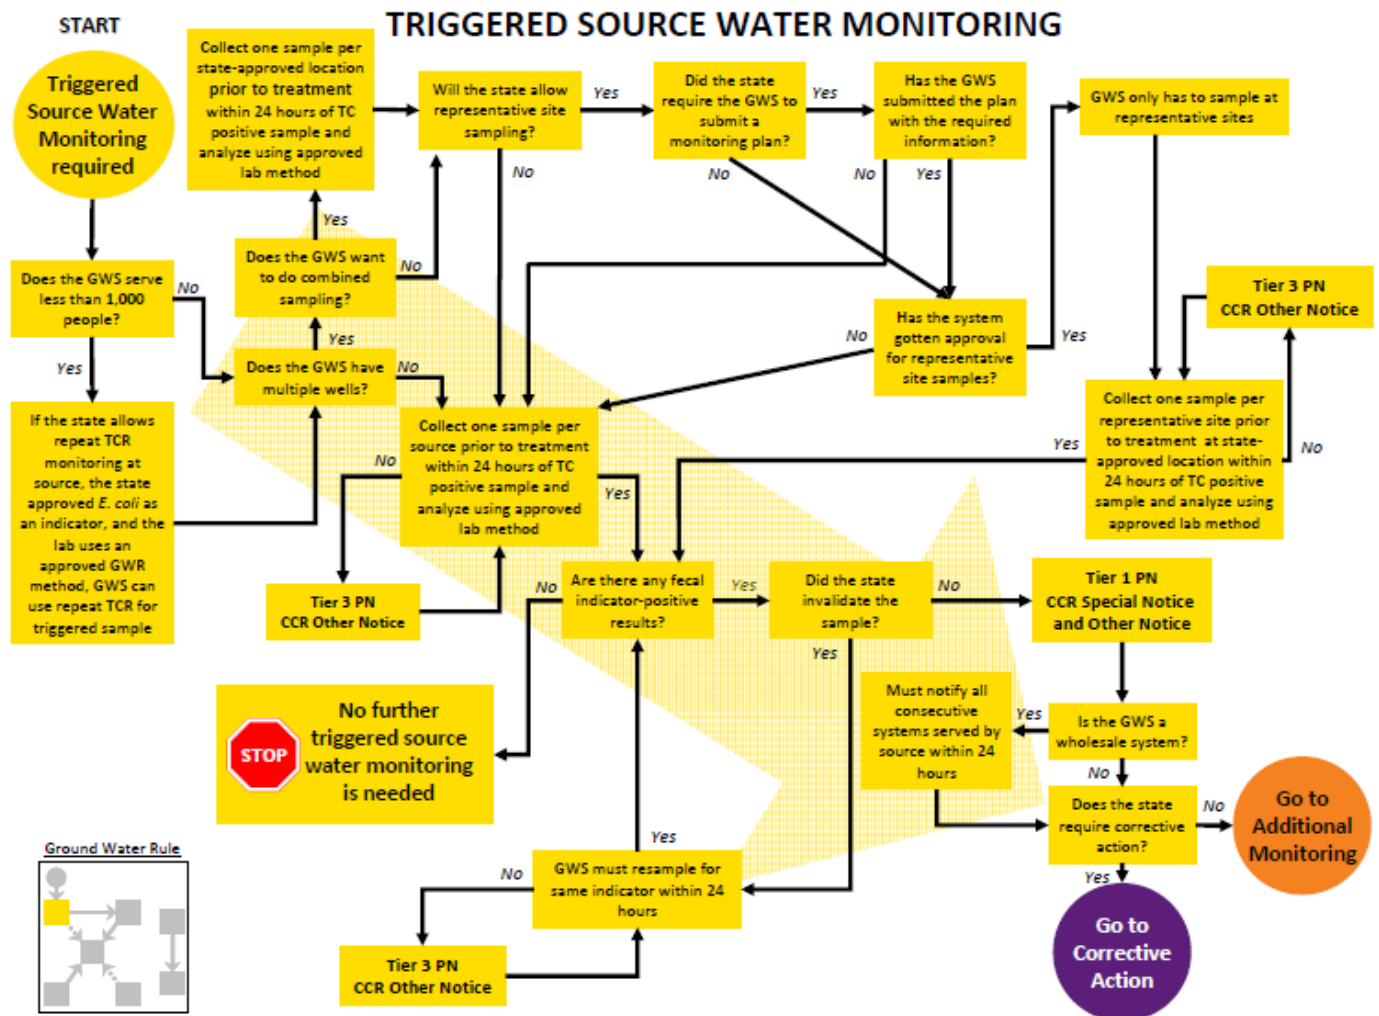 START
TRIGGERED SOURCE WATER MONITORING
Triggered
Source Water
Monitoring
required
Collect one sample per
state-approved location
prior to treatment
within 24 hours of TC
positive sample and
analyze using approved
lab method
Will the state allow
representative site
sampling?
Yes
No
Did the state
require the GWS to
submit a
monitoring plan?
Yes
No
Has the GWS
submitted the plan
with the required
information?
No
Yes
GWS only has to sample at
representative sites
Does the GWS serve
less than 1,000
people?
No
Yes
Does the GWS want
to do combined
sampling?
Yes
No
Does the GWS have
multiple wells?
Yes
No
Has the system
gotten approval
for representative
site samples?
No
Yes
Tier 3 PN
CCR Other Notice
If the state allows
repeat TCR
monitoring at
source, the state
approved E. coli as
an indicator, and the
lab uses an
approved GWR
method, GWS can
use repeat TCR for
triggered sample
Collect one sample per
source prior to treatment
within 24 hours of TC
positive sample and
analyze using approved
lab method
No
Yes
Collect one sample per
representative site prior
to treatment at state-
approved location within
24 hours of TC positive
sample and analyze using
approved lab method
Yes
No
Tier 3 PN
CCR Other Notice
Are there any fecal
indicator-positive
results?
No
Yes
Did the state
invalidate the
sample?
No
Yes
Tier 1 PN
CCR Special Notice
and Other Notice
STOP
No further
triggered source
water monitoring
is needed
Must notify all
consecutive
systems served by
source within 24
hours
Yes
Is the GWS a
wholesale system?
No
Does the state
require corrective
action?
No
Yes
Go to
Additional
Monitoring
Go to
Corrective
Action
GWS must resample for
same indicator within 24
hours
Yes
No
Tier 3 PN
CCR Other Notice
Ground Water Rule